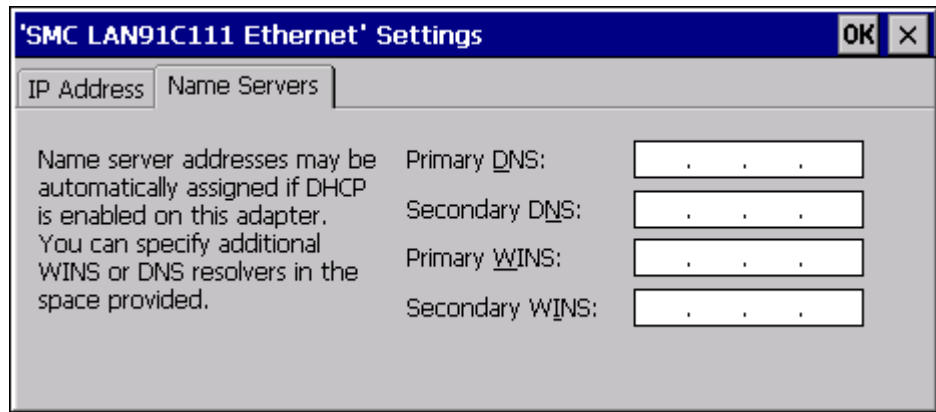 'SMC LAN91C111 Ethernet' Settings OK ×
IP Address Name Servers
Name server addresses may be
automatically assigned if DHCP
is enabled on this adapter.
You can specify additional
WINS or DNS resolvers in the
space provided.
Primary DNS: . . .
Secondary DNS: . . .
Primary WINS: . . .
Secondary WINS: . . .